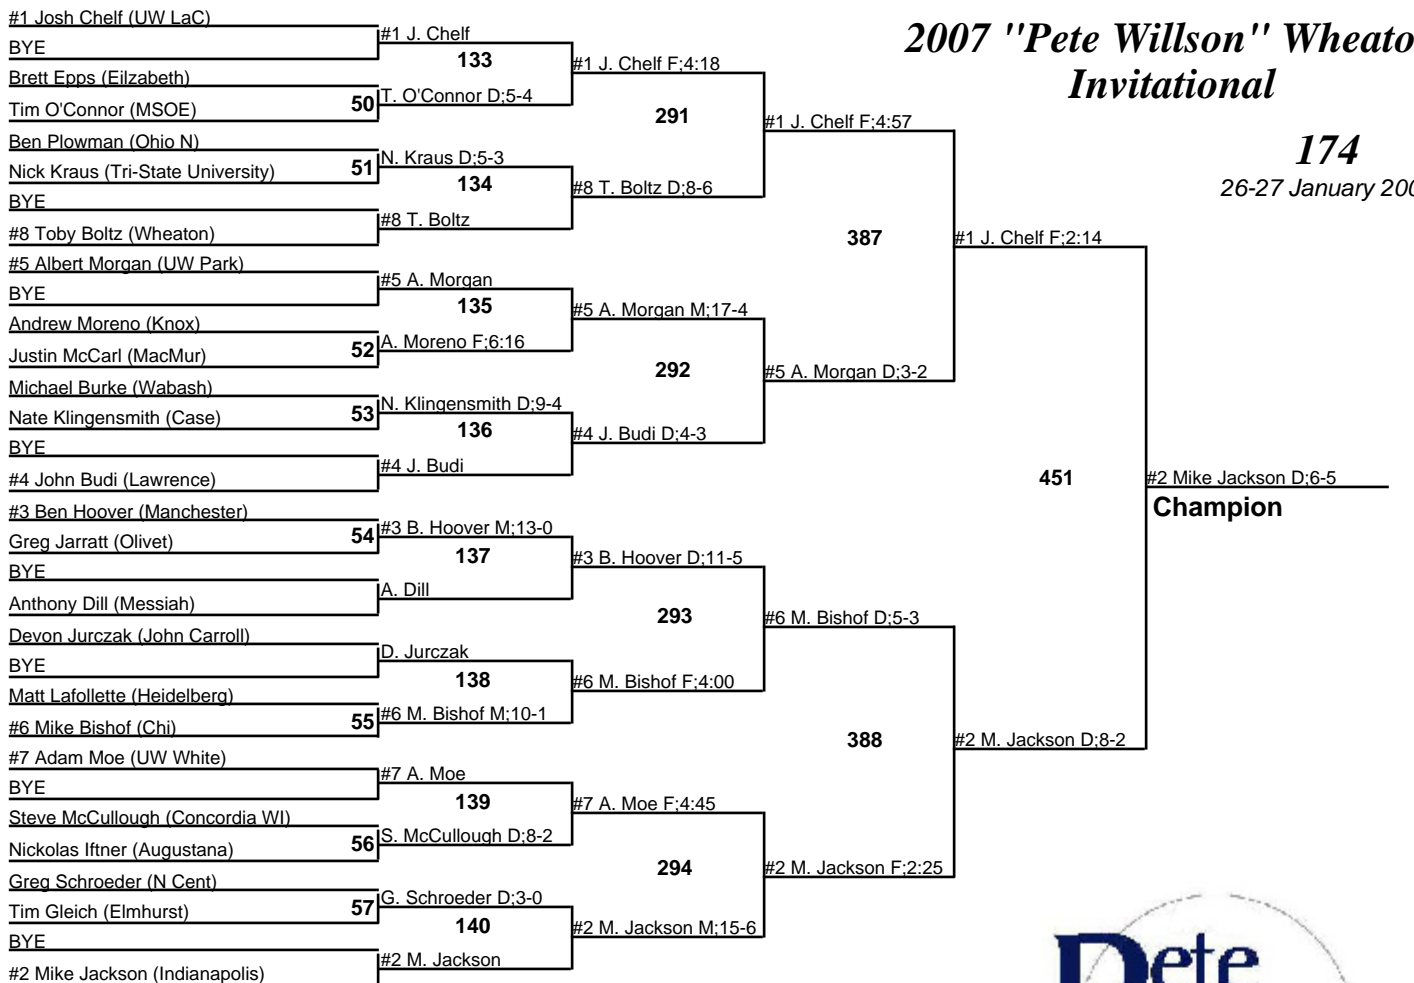 2007 "Pete Willson" Wheato
Invitational
174
26-27 January 200
#1 Josh Chelf (UW LaC)
BYE
Brett Epps (Eilzabeth)
Tim O'Connor (MSOE)
Ben Plowman (Ohio N)
Nick Kraus (Tri-State University)
BYE
#8 Toby Boltz (Wheaton)
#5 Albert Morgan (UW Park)
BYE
Andrew Moreno (Knox)
Justin McCarl (MacMur)
Michael Burke (Wabash)
Nate Klingensmith (Case)
BYE
#4 John Budi (Lawrence)
#3 Ben Hoover (Manchester)
Greg Jarratt (Olivet)
BYE
Anthony Dill (Messiah)
Devon Jurczak (John Carroll)
BYE
Matt Lafollette (Heidelberg)
#6 Mike Bishof (Chi)
#7 Adam Moe (UW White)
BYE
Steve McCullough (Concordia WI)
Nickolas Iftner (Augustana)
Greg Schroeder (N Cent)
Tim Gleich (Elmhurst)
BYE
#2 Mike Jackson (Indianapolis)
50
51
52
53
54
55
56
57
#1 J. Chelf
133
T. O'Connor D;5-4
N. Kraus D;5-3
134
#8 T. Boltz
#5 A. Morgan
135
A. Moreno F;6:16
N. Klingensmith D;9-4
136
#4 J. Budi
#3 B. Hoover M;13-0
137
A. Dill
D. Jurczak
138
#6 M. Bishof M;10-1
#7 A. Moe
139
S. McCullough D;8-2
G. Schroeder D;3-0
140
#2 M. Jackson
#1 J. Chelf F;4:18
291
#8 T. Boltz D;8-6
#5 A. Morgan M;17-4
292
#4 J. Budi D;4-3
#3 B. Hoover D;11-5
293
#6 M. Bishof F;4:00
#7 A. Moe F;4:45
294
#2 M. Jackson M;15-6
#1 J. Chelf F;4:57
387
#5 A. Morgan D;3-2
#6 M. Bishof D;5-3
388
#2 M. Jackson F;2:25
#1 J. Chelf F;2:14
451
#2 M. Jackson D;8-2
#2 Mike Jackson D;6-5
Champion
Pete